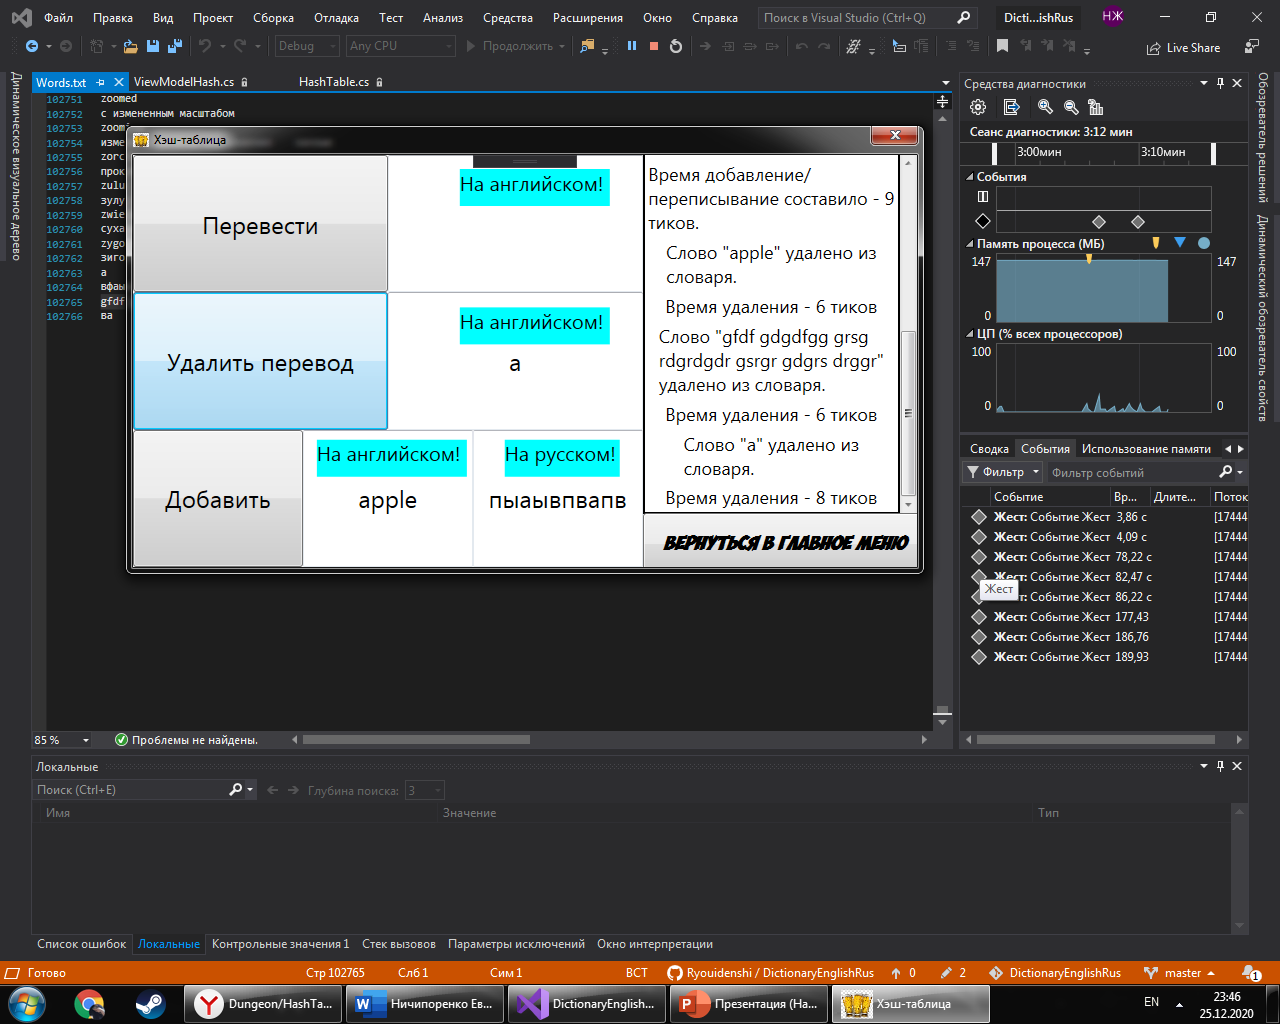 Файл Правка Вид Проект Сборка Отладка Тест Анализ Средства Расширения Окно Справка Поиск в Visual Studio (Ctrl+Q) Dicti...ishRus НЖ
Debug Any CPU Продолжить Live Share
Динамическое визуальное дерево
Words.txt ViewModelHash.cs HashTable.cs
102751 zoomed
102752 с измененным масштабом
102753
102754
102755
102756
102757
102758
102759
102760
102761
102762
102763 а
102764
102765 gfdf
102766 ва
Хэш-таблица
Перевести
На английском!
Удалить перевод
На английском!
а
Добавить
На английском!
apple
На русском!
пыаывпвапв
Время добавление/
переписывание составило - 9
тиков.
Слово "apple" удалено из
словаря.
Время удаления - 6 тиков
Слово "gfdf gdgdfgg grsg
rdgrdgdr gsrgr gdgrs drggr"
удалено из словаря.
Время удаления - 6 тиков
Слово "а" удалено из
словаря.
Время удаления - 8 тиков
ВЕРНУТЬСЯ В ГЛАВНОЕ МЕНЮ
85 % Проблемы не найдены.
Средства диагностики
Сеанс диагностики: 3:12 мин
3:00мин 3:10мин
События
Память процесса (МБ)
147 147
0 0
ЦП (% всех процессоров)
100 100
0 0
Сводка События Использование памяти
Фильтр Фильтр событий
Событие Вр... Длите... Поток
Жест: Событие Жест 3,86 с [17444
Жест: Событие Жест 4,09 с [17444
Жест: Событие Жест 78,22 с [17444
Жест: Событие Жест 82,47 с [17444
Жест
Жест: Событие Жест 86,22 с [17444
Жест: Событие Жест 177,43 [17444
Жест: Событие Жест 186,76 [17444
Жест: Событие Жест 189,93 [17444
Обозреватель решений
Динамический обозреватель свойств
Локальные
Поиск (Ctrl+E) Глубина поиска: 3
Имя Значение Тип
Список ошибок Локальные Контрольные значения 1 Стек вызовов Параметры исключений Окно интерпретации
Готово Стр 102765 Слб 1 Сим 1 ВСТ Ryouidenshi / DictionaryEnglishRus 0 2 DictionaryEnglishRus master 1
Dungeon/HashTa... Ничипоренко Ев... DictionaryEnglish... Презентация (На... Хэш-таблица EN 23:46
25.12.2020